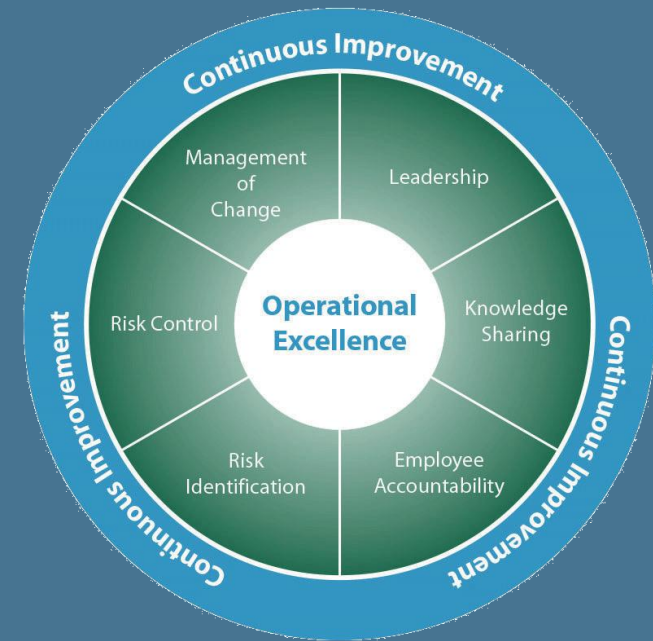 Continuous Improvement
Management
of
Change
Leadership
Risk Control
Operational
Excellence
Knowledge
Sharing
Risk
Identification
Employee
Accountability
Continuous Improvement
Continuous Improvement